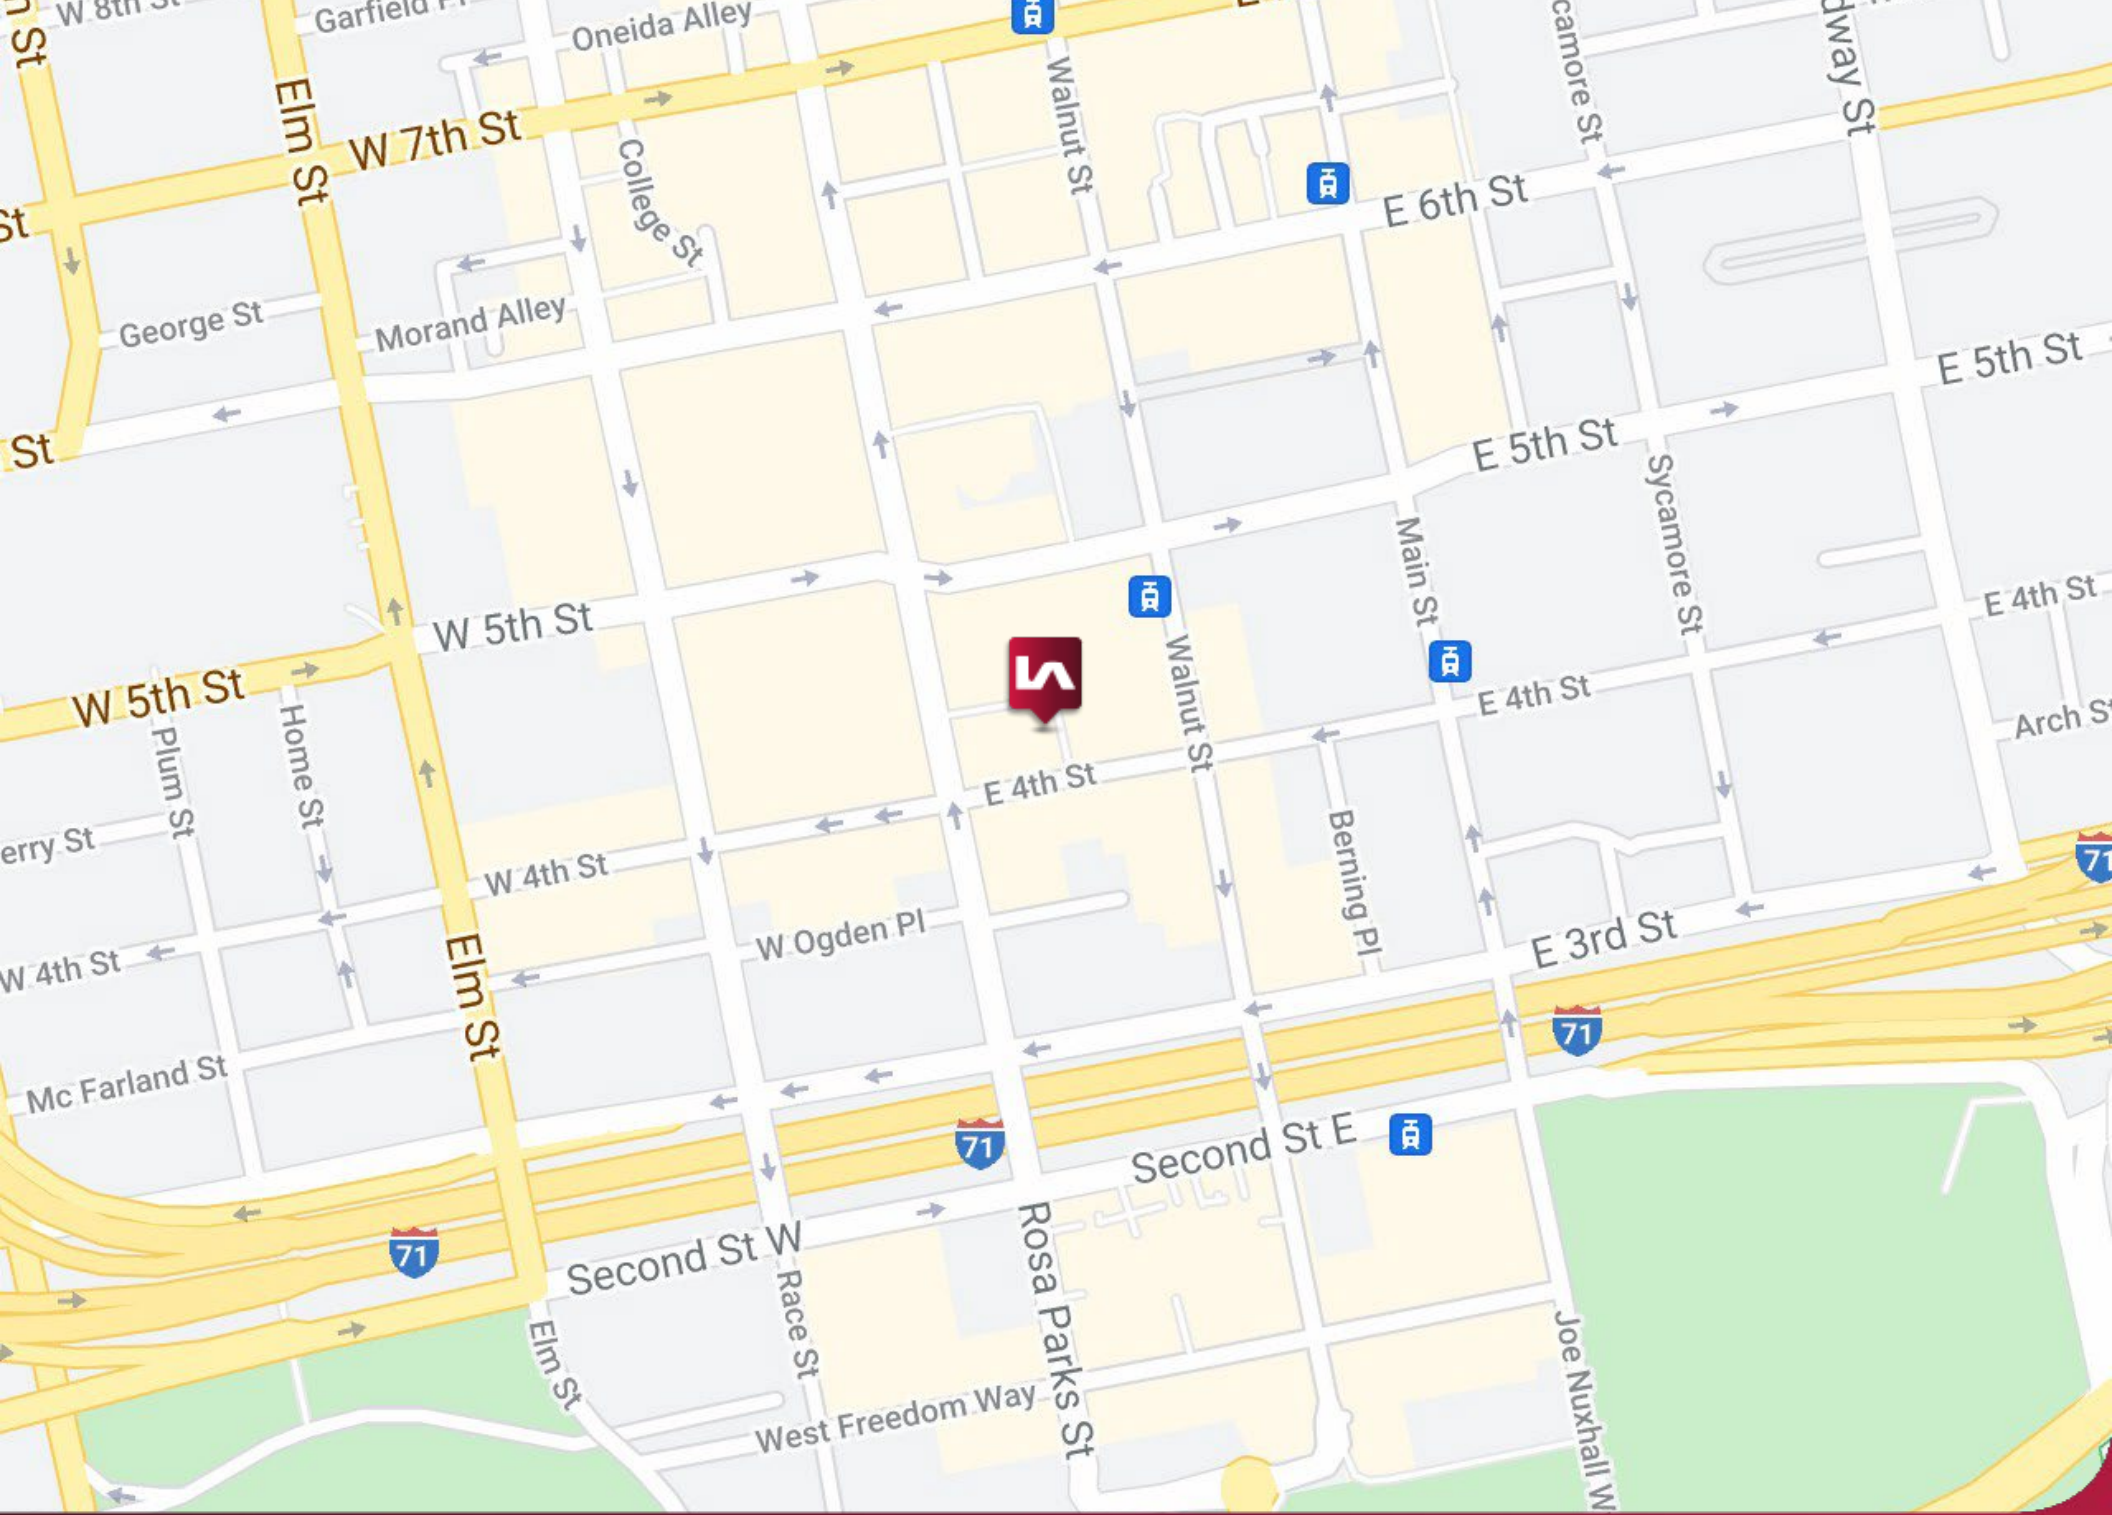 W 8th St
Garfield
Oneida Alley
St
Elm St
W 7th St
College St
Walnut St
camore St
dway St
E 6th St
St
George St
Morand Alley
St
E 5th St
E 5th St
Sycamore St
Main St
W 5th St
W 5th St
Walnut St
E 4th St
E 4th St
E 4th St
Arch St
Plum St
Home St
erry St
W 4th St
W 4th St
Berning Pl
W Ogden Pl
Elm St
E 3rd St
Mc Farland St
71
71
71
71
Second St E
Second St W
Rosa Parks St
Race St
Elm St
West Freedom Way
Joe Nuxhall W